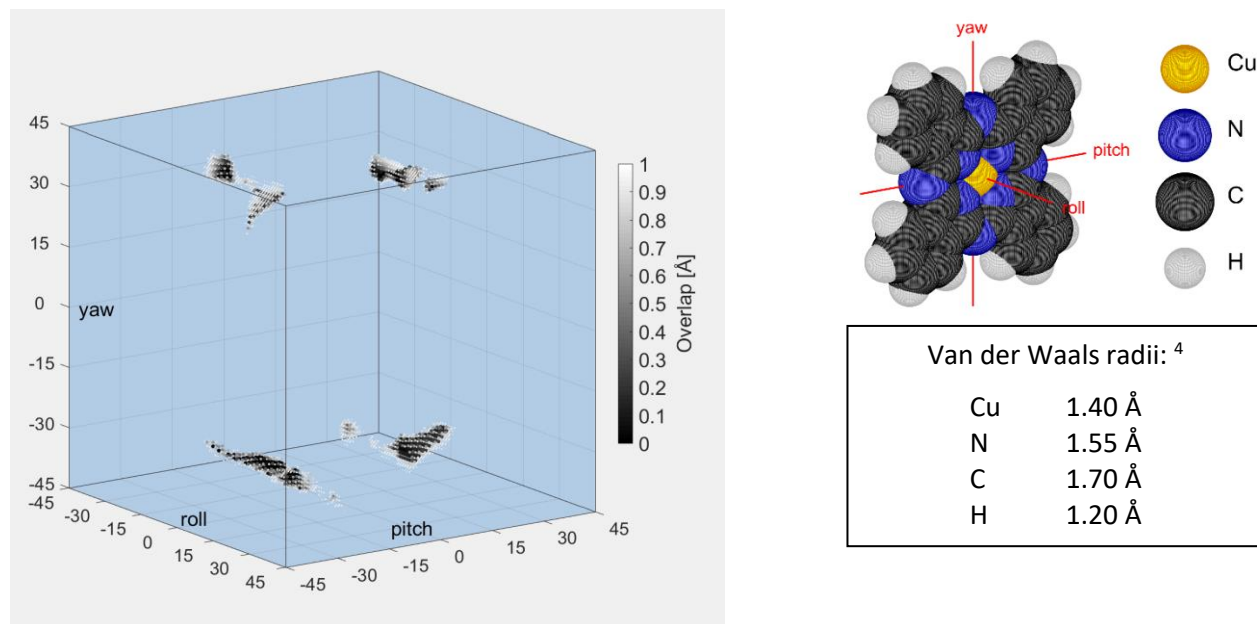 45
30
15
0
yaw
-15
-30
-45
-45
-30
-15
roll
0
15
30
45
-45
-30
-15
pitch
0
15
30
45
1
0.9
0.8
0.7
0.6
0.5
0.4
0.3
0.2
0.1
0
Overlap [Å]
yaw
pitch
roll
Cu
N
C
H
Van der Waals radii: 4
Cu 1.40 Å
N 1.55 Å
C 1.70 Å
H 1.20 Å